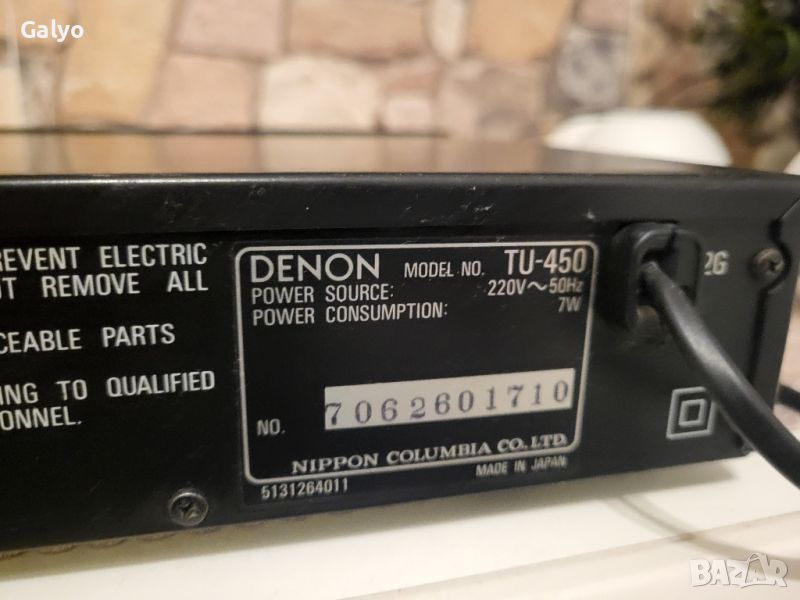 Galyo
REVENT ELECTRIC
REMOVE ALL
CEABLE PARTS
ING TO QUALIFIED
ONNEL.
DENON MODEL NO. TU-450
POWER SOURCE: 220V～50Hz
POWER CONSUMPTION: 7W
NO. 7062601710
NIPPON COLUMBIA CO., LTD.
MADE IN JAPAN
5131264011
2G
BAZAR